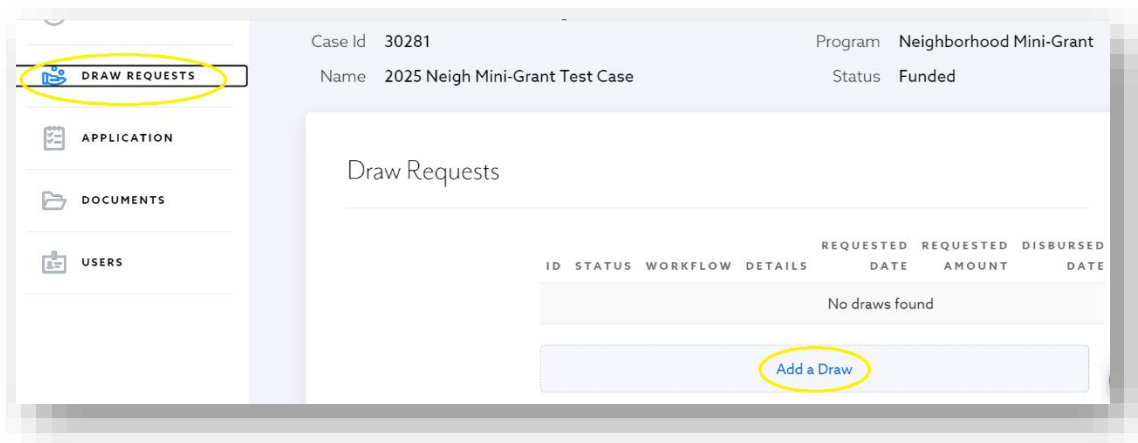 Case Id 30281 Program Neighborhood Mini-Grant
DRAW REQUESTS
Name 2025 Neigh Mini-Grant Test Case Status Funded
APPLICATION
Draw Requests
DOCUMENTS
USERS
REQUESTED REQUESTED DISBURSED
ID STATUS WORKFLOW DETAILS DATE AMOUNT DATE
No draws found
Add a Draw